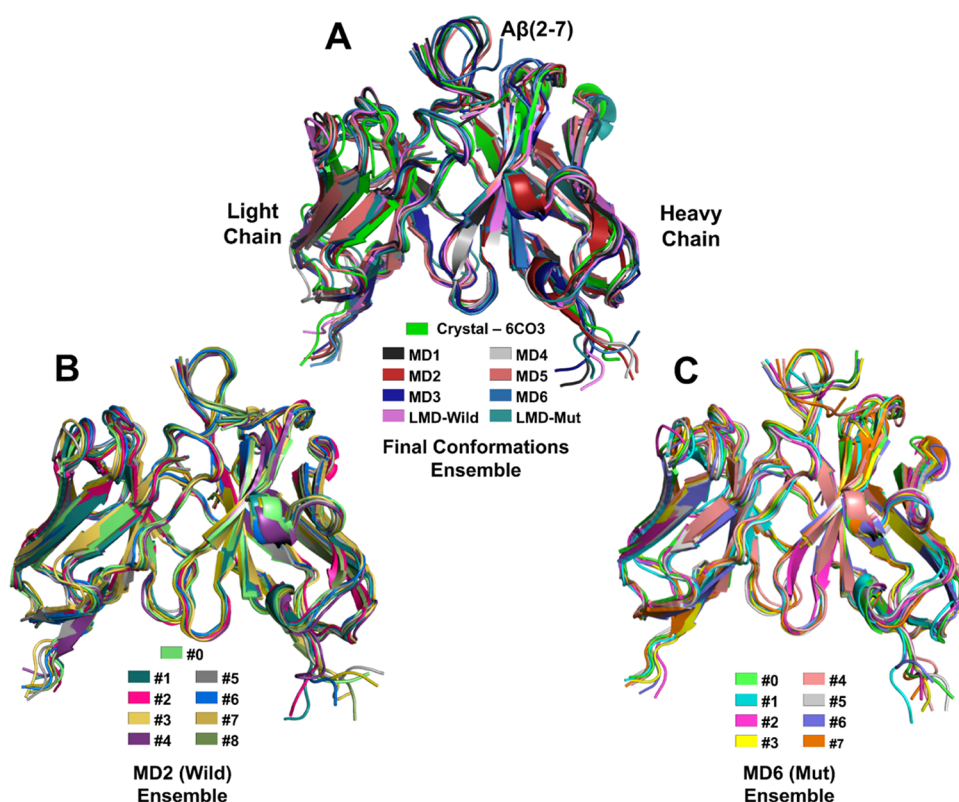 A
Aβ(2-7)
Light
Chain
Heavy
Chain
Crystal – 6CO3
MD1
MD4
MD2
MD5
MD3
MD6
LMD-Wild
LMD-Mut
Final Conformations
Ensemble
B
#0
#1
#5
#2
#6
#3
#7
#4
#8
MD2 (Wild)
Ensemble
C
#0
#4
#1
#5
#2
#6
#3
#7
MD6 (Mut)
Ensemble